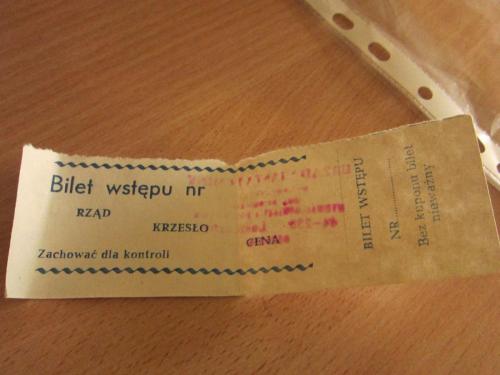 Bilet wstępu nr
RZĄD
KRZESŁO
CENA
Zachować dla kontroli
BILET WSTĘPU
NR
Bez kuponu bilet
nieważny